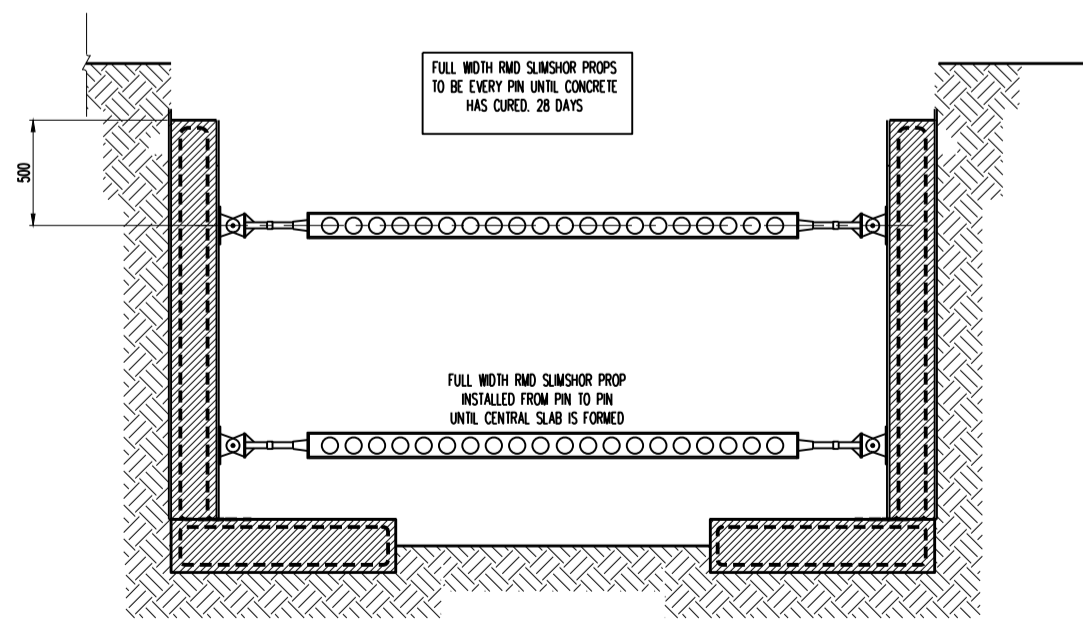 FULL WIDTH RMD SLIMSHOR PROPS
TO BE EVERY PIN UNTIL CONCRETE
HAS CURED. 28 DAYS
500
FULL WIDTH RMD SLIMSHOR PROP
INSTALLED FROM PIN TO PIN
UNTIL CENTRAL SLAB IS FORMED